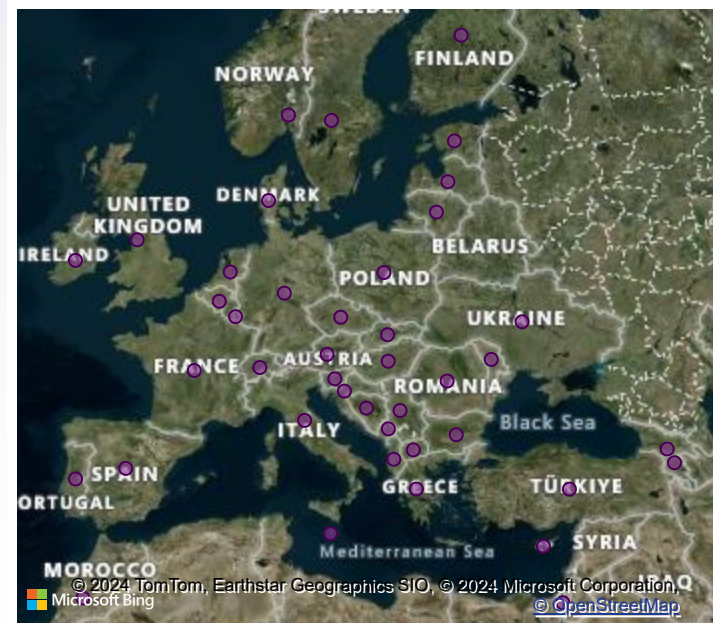 SWEDEN
FINLAND
NORWAY
DENMARK
UNITED
KINGDOM
IRELAND
BELARUS
POLAND
UKRAINE
FRANCE
AUSTRIA
ROMANIA
Black Sea
ITALY
SPAIN
GREECE
TÜRKIYE
ORTUGAL
SYRIA
Mediterranean Sea
MOROCCO
IRAQ
© 2024 TomTom, Earthstar Geographics SIO, © 2024 Microsoft Corporation,
Microsoft Bing
© OpenStreetMap